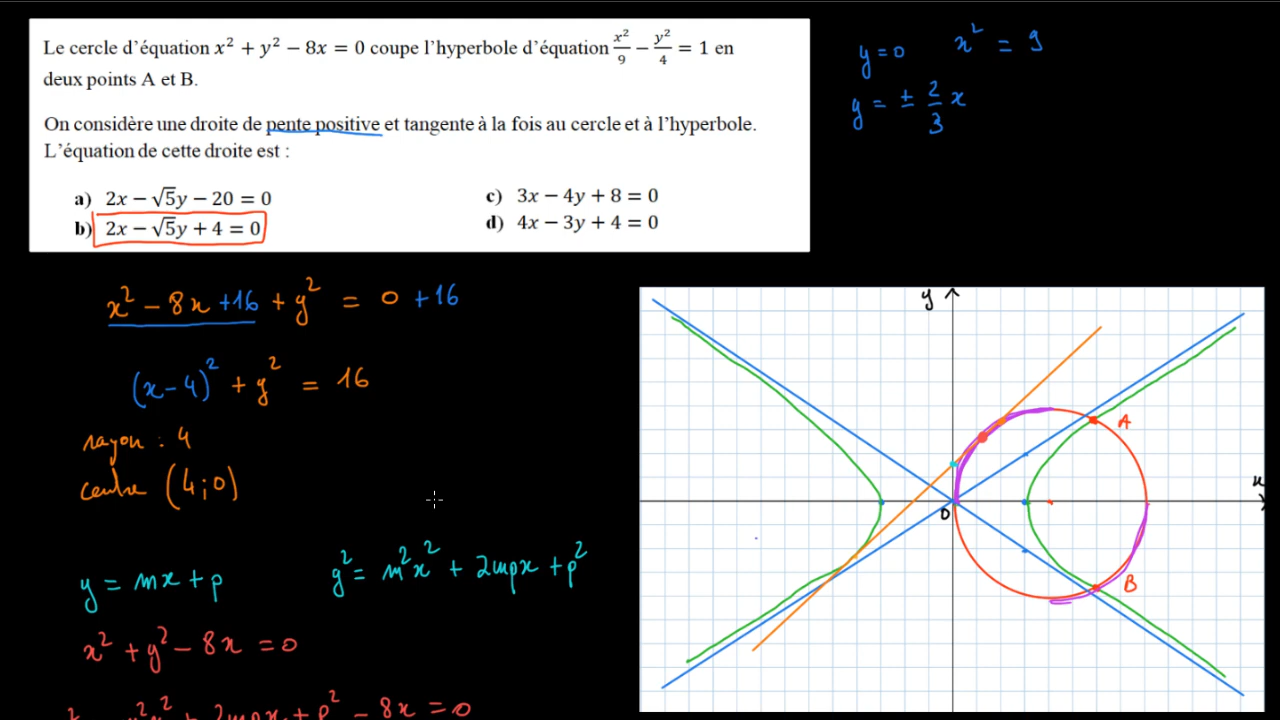 Le cercle d'équation x² + y² − 8x = 0 coupe l'hyperbole d'équation x²/9 − y²/4 = 1 en
deux points A et B.
On considère une droite de pente positive et tangente à la fois au cercle et à l'hyperbole.
L'équation de cette droite est :
a) 2x − √5y − 20 = 0
b) 2x − √5y + 4 = 0
c) 3x − 4y + 8 = 0
d) 4x − 3y + 4 = 0
y = 0 x² = 9
y = ± 2/3 x
x² − 8x + 16 + y² = 0 + 16
(x − 4)² + y² = 16
rayon : 4
centre (4 ; 0)
y = mx + p y² = m²x² + 2mpx + p²
x² + y² − 8x = 0
2mpx + p² − 8x = 0
y
x
O
A
B